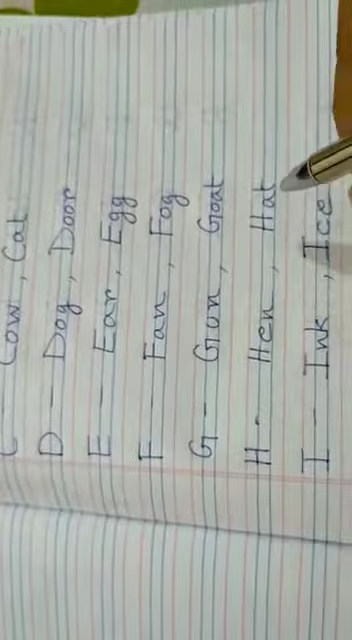 C - Cow, Cat
D - Dog, Door
E - Ear, Egg
F - Fan, Fog
G - Gun, Goat
H - Hen, Hat
I - Ink, Ice